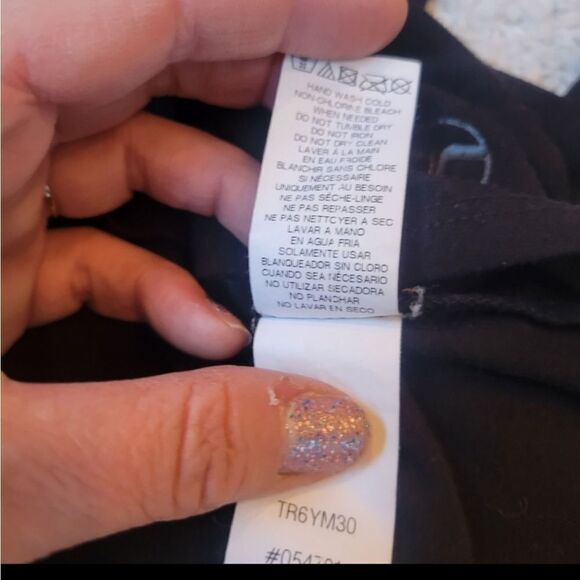 HAND WASH COLD
NON-CHLORINE BLEACH
WHEN NEEDED
DO NOT TUMBLE DRY
DO NOT IRON
DO NOT DRY CLEAN
LAVER À LA MAIN
EN EAU FROIDE
BLANCHIR SANS CHLORE
SI NÉCESSAIRE
UNIQUEMENT AU BESOIN
NE PAS SÈCHE-LINGE
NE PAS REPASSER
NE PAS NETTOYER A SEC
LAVAR A MANO
EN AGUA FRIA
SOLAMENTE USAR
BLANQUEADOR SIN CLORO
CUANDO SEA NECESARIO
NO UTILIZAR SECADORA
NO PLANCHAR
NO LAVAR EN SECO
TR6YM30